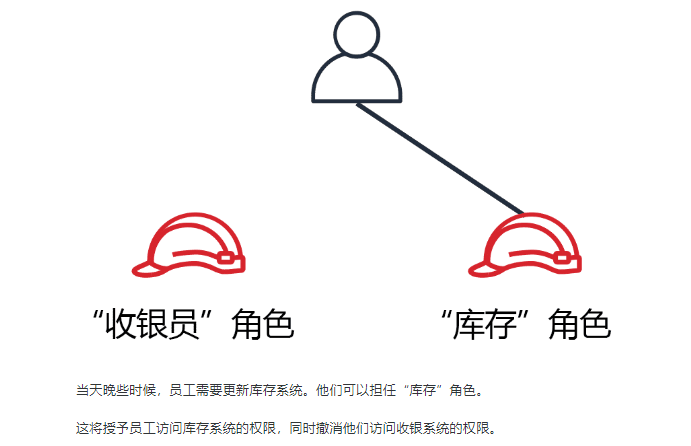 “收银员”角色
“库存”角色
当天晚些时候，员工需要更新库存系统。他们可以担任“库存”角色。
这将授予员工访问库存系统的权限，同时撤消他们访问收银系统的权限。